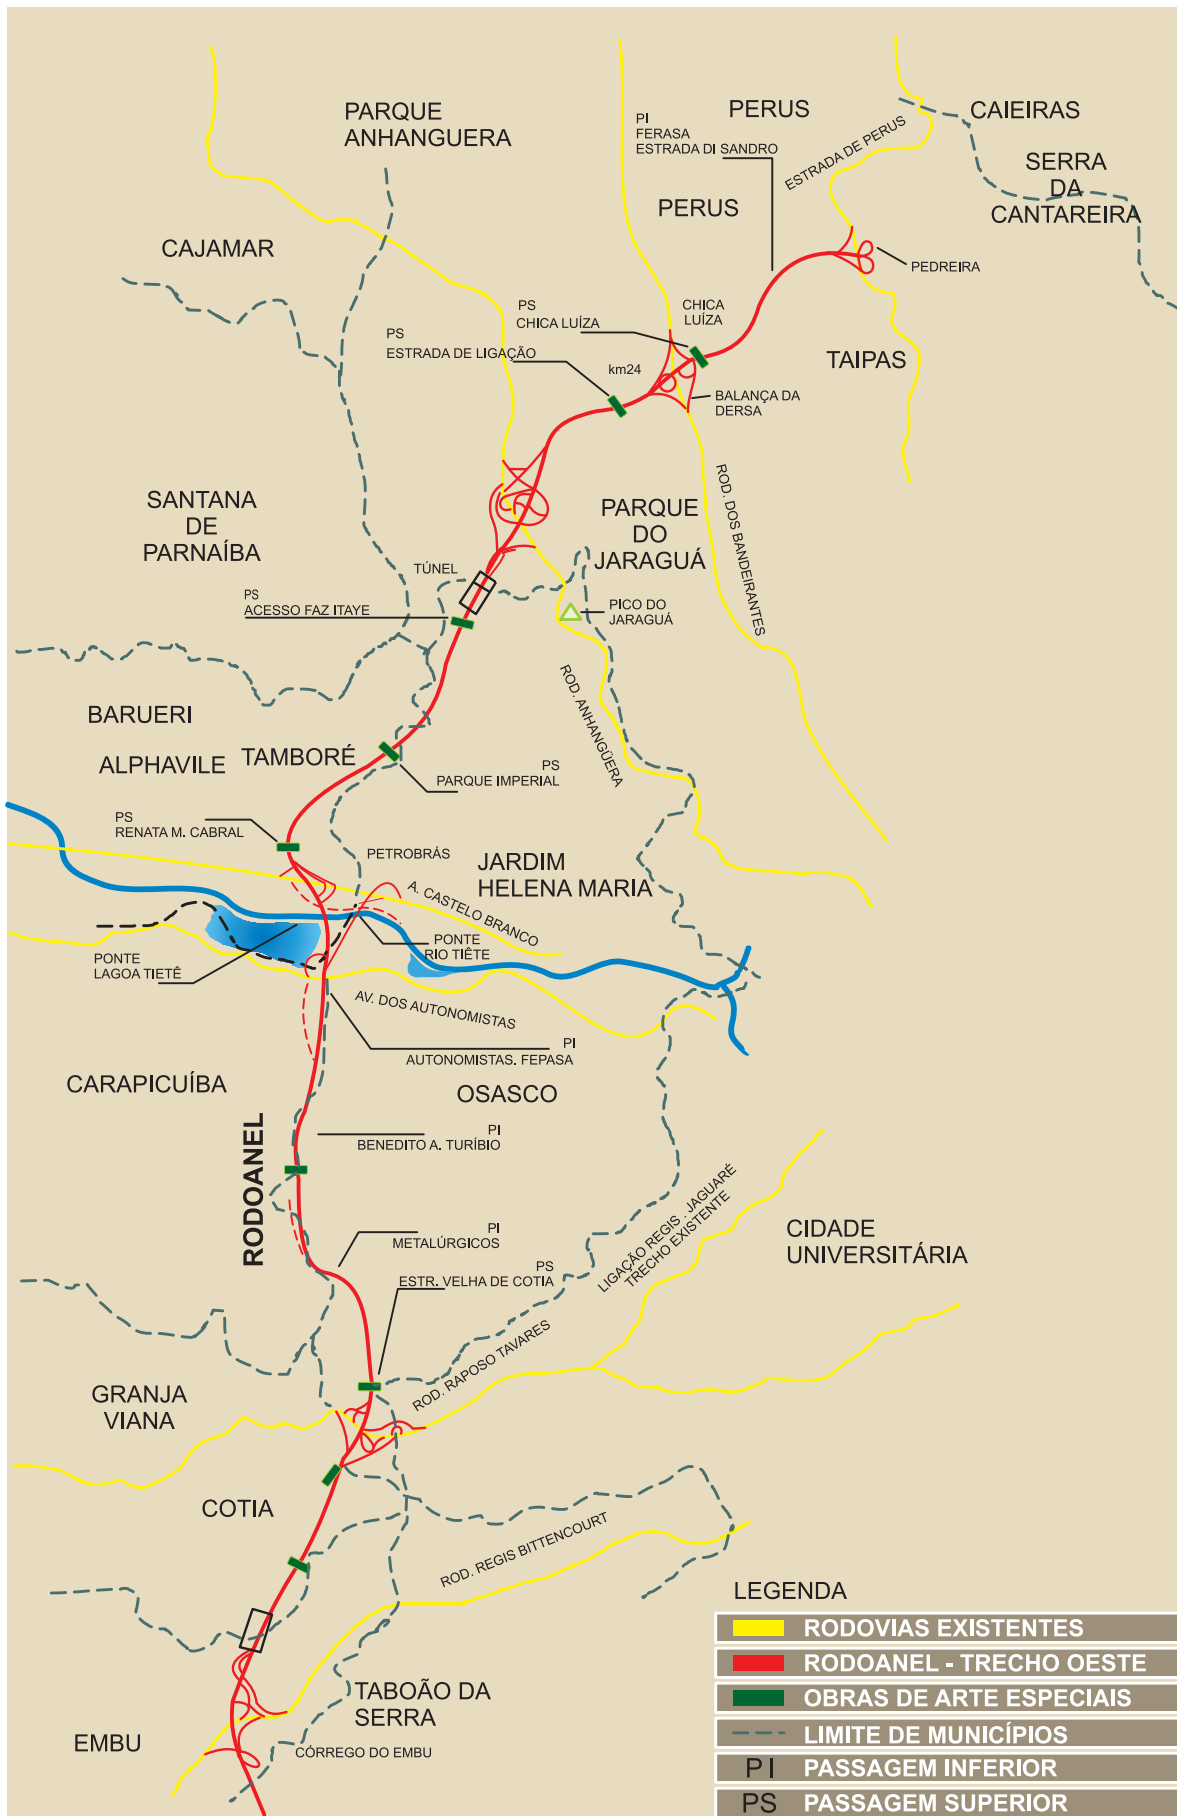 PARQUE
ANHANGUERA
PERUS
CAIEIRAS
PI
FERASA
ESTRADA DI SANDRO
ESTRADA DE PERUS
SERRA
DA
CANTAREIRA
PERUS
CAJAMAR
PEDREIRA
PS
CHICA LUÍZA
CHICA
LUÍZA
PS
ESTRADA DE LIGAÇÃO
km24
TAIPAS
BALANÇA DA
DERSA
SANTANA
DE
PARNAÍBA
PARQUE
DO
JARAGUÁ
ROD. DOS BANDEIRANTES
TÚNEL
PS
ACESSO FAZ ITAYE
PICO DO
JARAGUÁ
ROD. ANHANGÜERA
BARUERI
ALPHAVILE
TAMBORÉ
PS
PARQUE IMPERIAL
PS
RENATA M. CABRAL
PETROBRÁS
JARDIM
HELENA MARIA
A. CASTELO BRANCO
PONTE
RIO TIÊTE
PONTE
LAGOA TIETÊ
AV. DOS AUTONOMISTAS
PI
AUTONOMISTAS. FEPASA
CARAPICUÍBA
OSASCO
RODOANEL
PI
BENEDITO A. TURÍBIO
LIGAÇÃO REGIS . JAGUARÉ
TRECHO EXISTENTE
CIDADE
UNIVERSITÁRIA
PI
METALÚRGICOS
PS
ESTR. VELHA DE COTIA
ROD. RAPOSO TAVARES
GRANJA
VIANA
COTIA
ROD. REGIS BITTENCOURT
TABOÃO DA
SERRA
EMBU
CÓRREGO DO EMBU
LEGENDA
RODOVIAS EXISTENTES
RODOANEL - TRECHO OESTE
OBRAS DE ARTE ESPECIAIS
LIMITE DE MUNICÍPIOS
PI PASSAGEM INFERIOR
PS PASSAGEM SUPERIOR